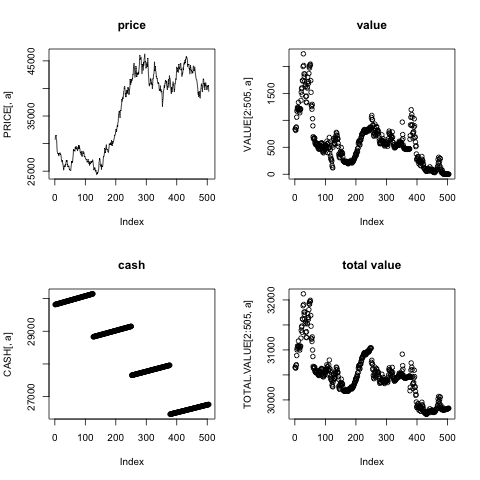 price
PRICE[, a]
25000
35000
45000
0
100
200
300
400
500
Index
value
VALUE[2:505, a]
0
500
1500
0
100
200
300
400
500
Index
cash
CASH[, a]
27000
29000
0
100
200
300
400
500
Index
total value
TOTAL.VALUE[2:505, a]
30000
31000
32000
0
100
200
300
400
500
Index